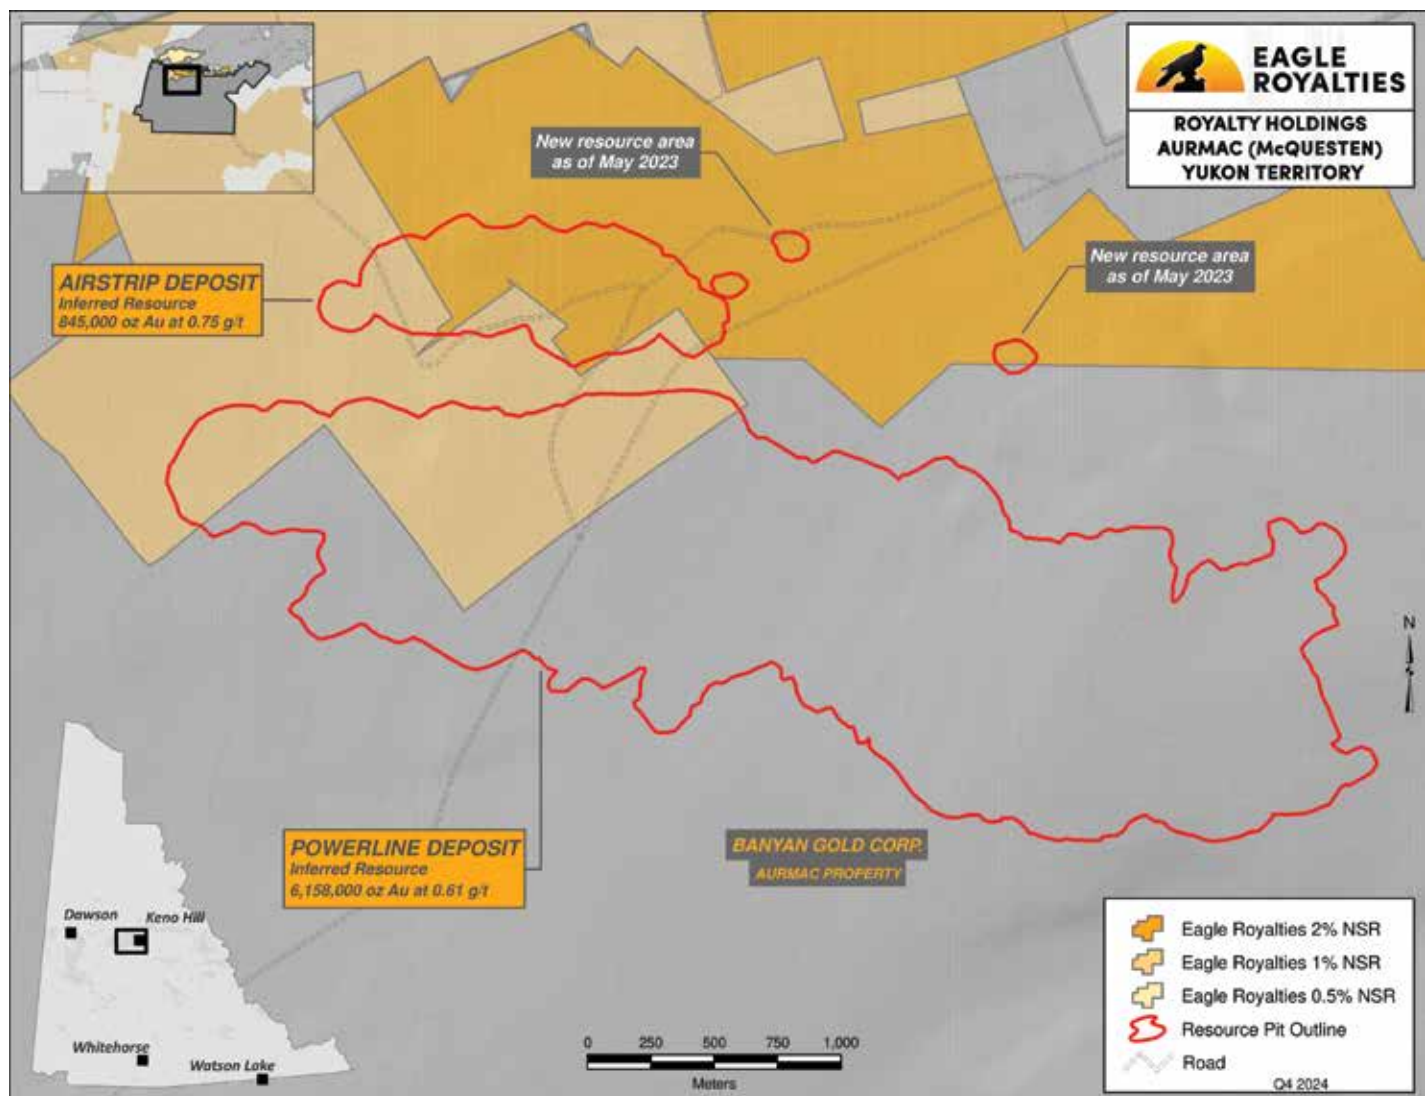 EAGLE
ROYALTIES
ROYALTY HOLDINGS
AURMAC (McQUESTEN)
YUKON TERRITORY
New resource area
as of May 2023
New resource area
as of May 2023
AIRSTRIP DEPOSIT
Inferred Resource
845,000 oz Au at 0.75 g/t
N
POWERLINE DEPOSIT
Inferred Resource
6,158,000 oz Au at 0.61 g/t
BANYAN GOLD CORP.
AURMAC PROPERTY
Dawson
Keno Hill
Whitehorse
Watson Lake
0 250 500 750 1,000
Meters
Eagle Royalties 2% NSR
Eagle Royalties 1% NSR
Eagle Royalties 0.5% NSR
Resource Pit Outline
Road
Q4 2024